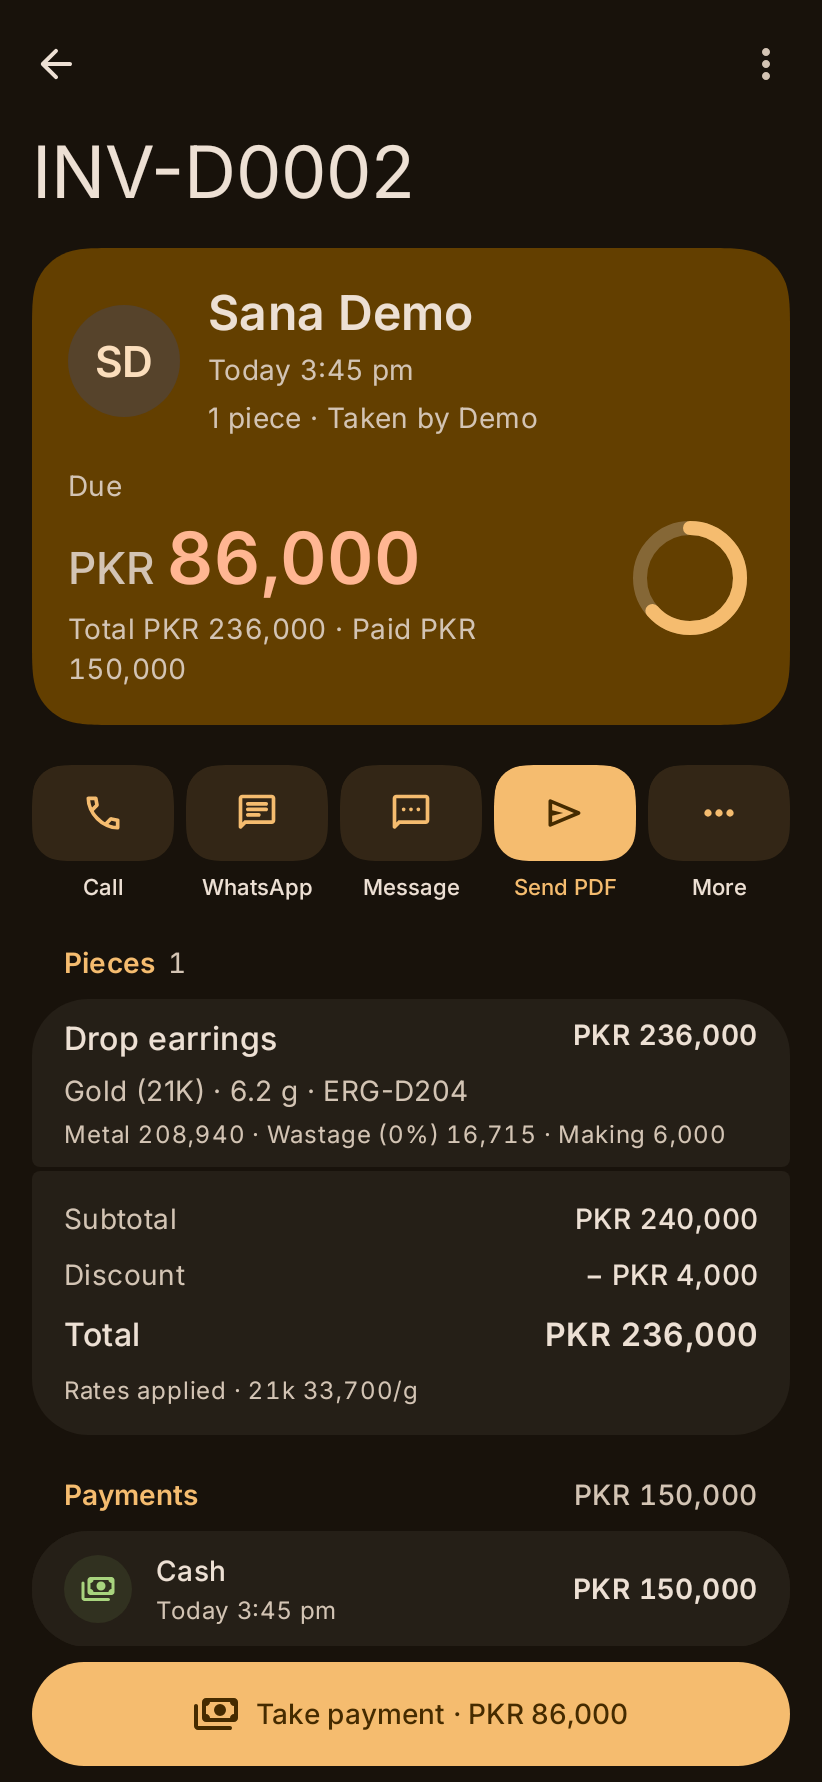 INV-D0002
SD
Sana Demo
Today 3:45 pm
1 piece · Taken by Demo
Due
PKR 86,000
Total PKR 236,000 · Paid PKR
150,000
Call
WhatsApp
Message
Send PDF
More
Pieces 1
Drop earrings PKR 236,000
Gold (21K) · 6.2 g · ERG-D204
Metal 208,940 · Wastage (0%) 16,715 · Making 6,000
Subtotal PKR 240,000
Discount – PKR 4,000
Total PKR 236,000
Rates applied · 21k 33,700/g
Payments PKR 150,000
Cash PKR 150,000
Today 3:45 pm
Take payment · PKR 86,000